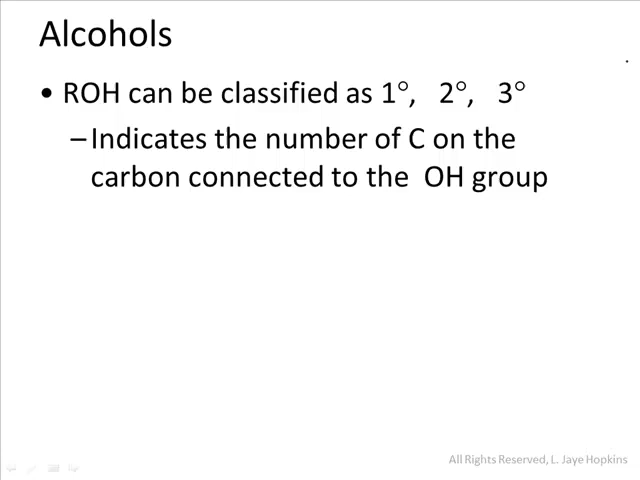 Alcohols
• ROH can be classified as 1°, 2°, 3°
– Indicates the number of C on the
carbon connected to the OH group
All Rights Reserved, L. Jaye Hopkins